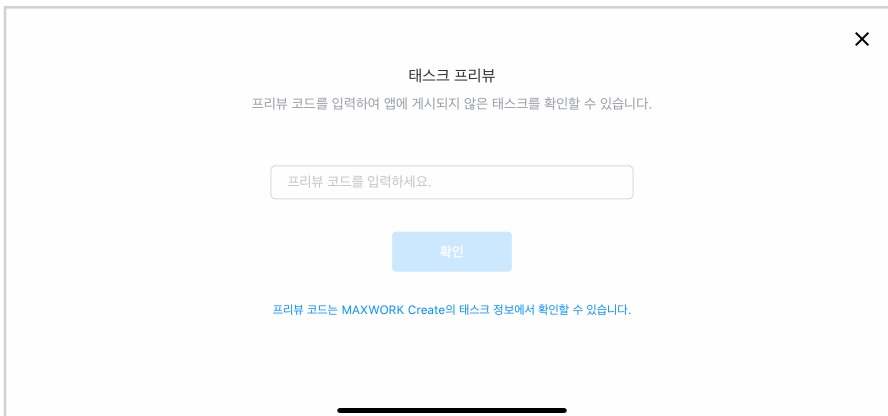 태스크 프리뷰
프리뷰 코드를 입력하여 앱에 게시되지 않은 태스크를 확인할 수 있습니다.
프리뷰 코드를 입력하세요.
확인
프리뷰 코드는 MAXWORK Create의 태스크 정보에서 확인할 수 있습니다.